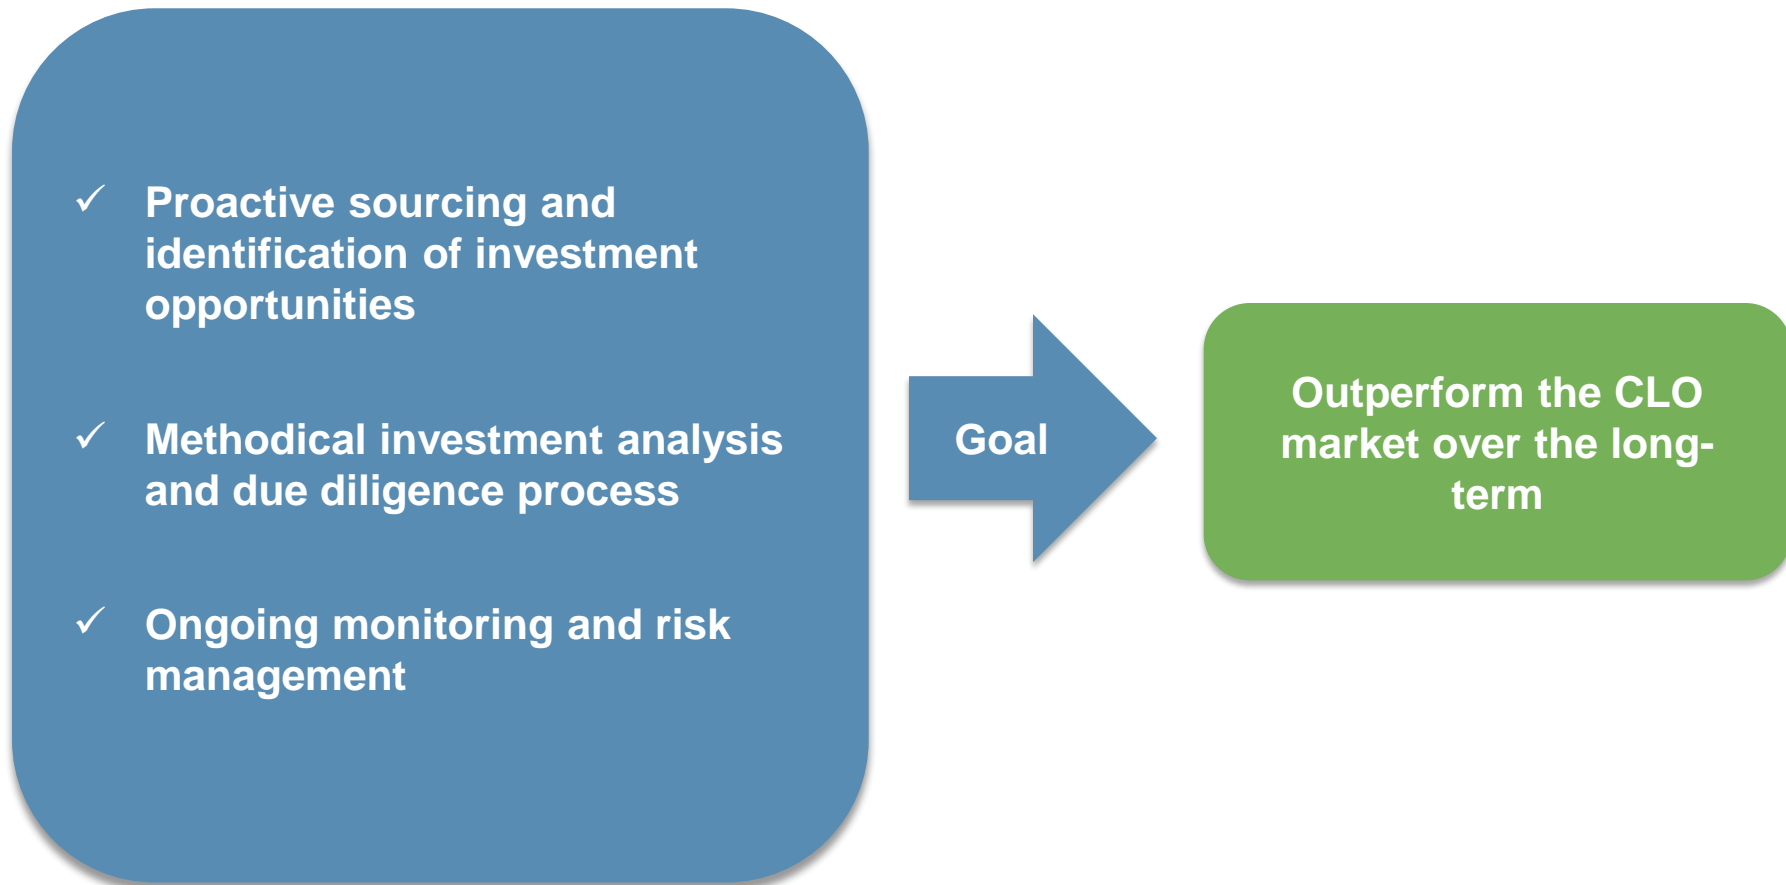 ✓ Proactive sourcing and
identification of investment
opportunities
✓ Methodical investment analysis
and due diligence process
✓ Ongoing monitoring and risk
management
Goal
Outperform the CLO
market over the long-
term